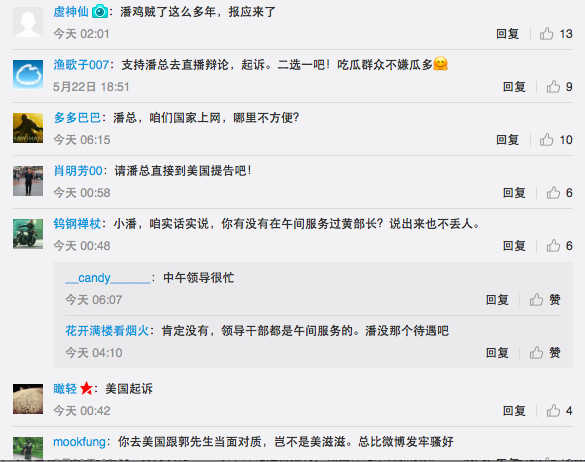 虚神仙：潘鸡贼了这么多年，报应来了
今天 02:01 回复 13
渔歌子007：支持潘总去直播辩论，起诉。二选一吧！吃瓜群众不嫌瓜多
5月22日 18:51 回复 9
多多巴巴：潘总，咱们国家上网，哪里不方便？
今天 06:15 回复 10
肖明芳00：请潘总直接到美国提告吧！
今天 00:58 回复 6
钨钢禅杖：小潘，咱实话实说，你有没有在午间服务过黄部长？说出来也不丢人。
今天 00:48 回复 6
__candy______：中午领导很忙
今天 06:07 回复 赞
花开满楼看烟火：肯定没有，领导干部都是午间服务的。潘没那个待遇吧
今天 04:10 回复 赞
瞰轻：美国起诉
今天 00:42 回复 4
mookfung：你去美国跟郭先生当面对质，岂不是美滋滋。总比微博发牢骚好